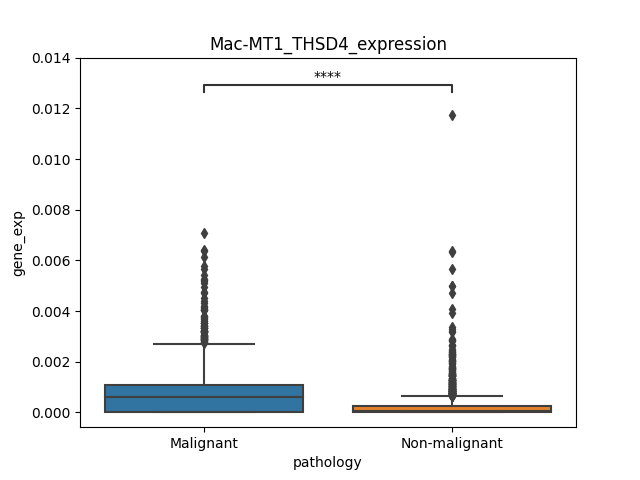 Mac-MT1_THSD4_expression
****
0.014
0.012
0.010
0.008
0.006
0.004
0.002
0.000
gene_exp
Malignant
Non-malignant
pathology